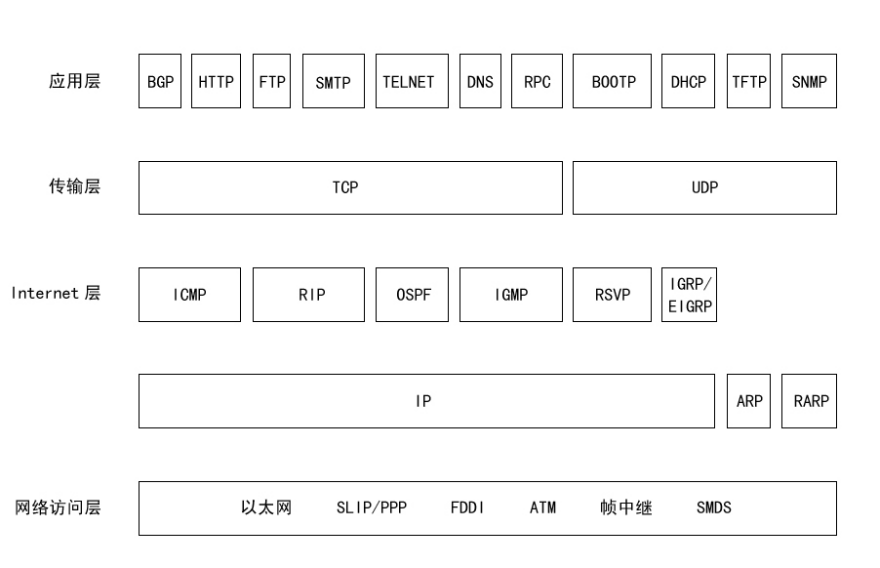 应用层 BGP HTTP FTP SMTP TELNET DNS RPC BOOTP DHCP TFTP SNMP
传输层 TCP UDP
Internet 层 ICMP RIP OSPF IGMP RSVP IGRP/
EIGRP
IP ARP RARP
网络访问层 以太网 SLIP/PPP FDDI ATM 帧中继 SMDS